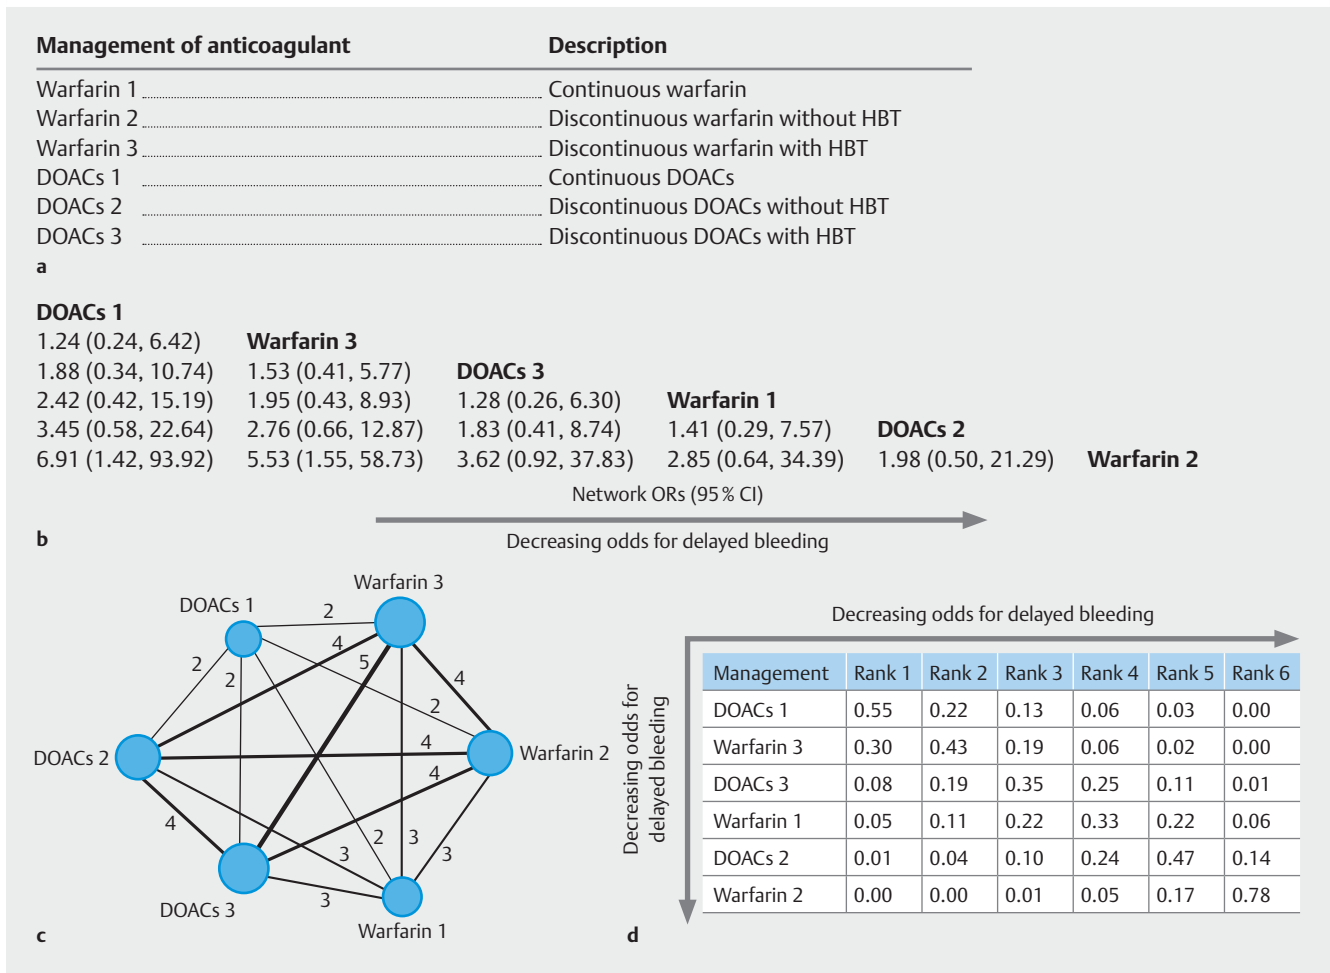 Management of anticoagulant Description
Warfarin 1 Continuous warfarin
Warfarin 2 Discontinuous warfarin without HBT
Warfarin 3 Discontinuous warfarin with HBT
DOACs 1 Continuous DOACs
DOACs 2 Discontinuous DOACs without HBT
DOACs 3 Discontinuous DOACs with HBT
a
DOACs 1
1.24 (0.24, 6.42) Warfarin 3
1.88 (0.34, 10.74) 1.53 (0.41, 5.77) DOACs 3
2.42 (0.42, 15.19) 1.95 (0.43, 8.93) 1.28 (0.26, 6.30) Warfarin 1
3.45 (0.58, 22.64) 2.76 (0.66, 12.87) 1.83 (0.41, 8.74) 1.41 (0.29, 7.57) DOACs 2
6.91 (1.42, 93.92) 5.53 (1.55, 58.73) 3.62 (0.92, 37.83) 2.85 (0.64, 34.39) 1.98 (0.50, 21.29) Warfarin 2
Network ORs (95 % CI)
Decreasing odds for delayed bleeding
b
Warfarin 3
DOACs 1
2
4
5
2
2
4
2
4
DOACs 2
Warfarin 2
4
4
2
3
3
3
3
DOACs 3
Warfarin 1
c
Decreasing odds for delayed bleeding
Decreasing odds for
delayed bleeding
Management Rank 1 Rank 2 Rank 3 Rank 4 Rank 5 Rank 6
DOACs 1 0.55 0.22 0.13 0.06 0.03 0.00
Warfarin 3 0.30 0.43 0.19 0.06 0.02 0.00
DOACs 3 0.08 0.19 0.35 0.25 0.11 0.01
Warfarin 1 0.05 0.11 0.22 0.33 0.22 0.06
DOACs 2 0.01 0.04 0.10 0.24 0.47 0.14
Warfarin 2 0.00 0.00 0.01 0.05 0.17 0.78
d